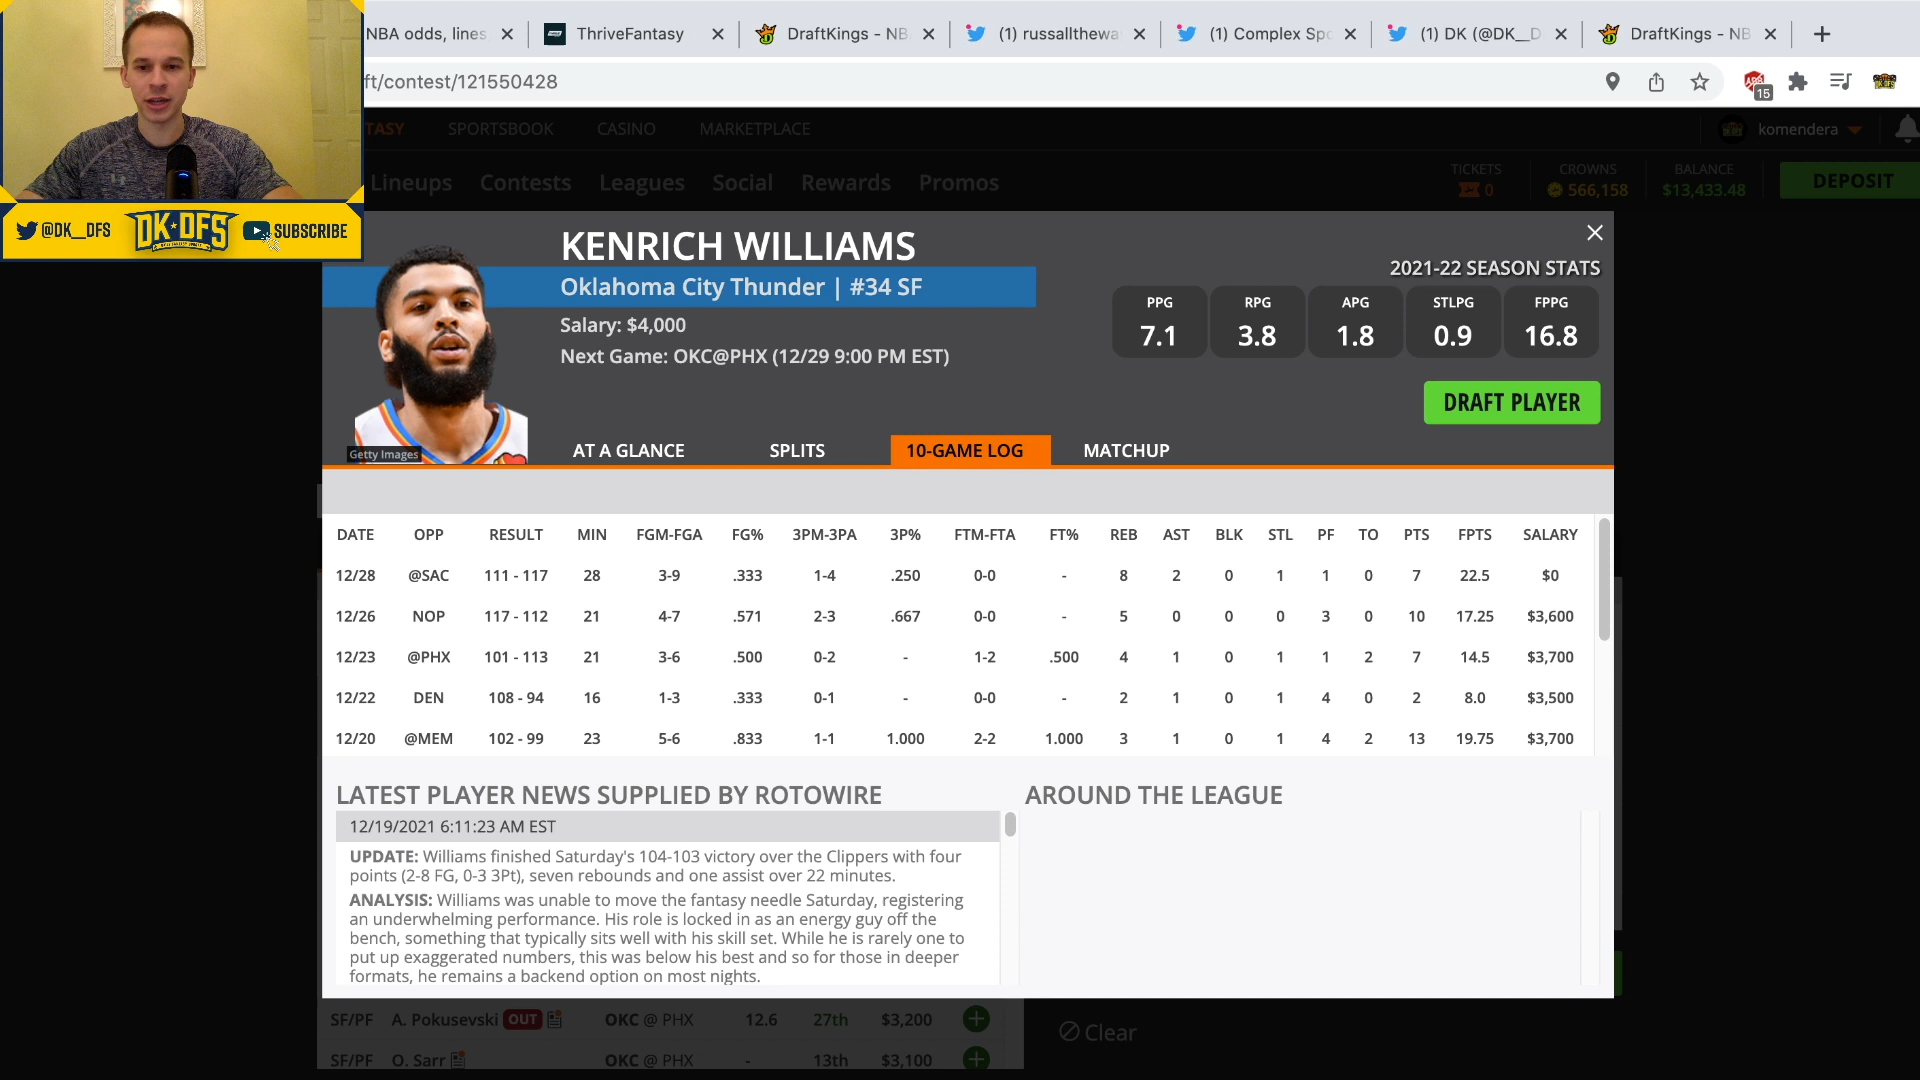 NBA odds, lines
ThriveFantasy
DraftKings - NB
(1) russallthewa
(1) Complex Spo
(1) DK (@DK__D
DraftKings - NB
ft/contest/121550428
15
TASY
SPORTSBOOK
CASINO
MARKETPLACE
komendera
Lineups
Contests
Leagues
Social
Rewards
Promos
TICKETS
0
CROWNS
566,158
BALANCE
$13,433.48
DEPOSIT
@DK__DFS
DK★DFS
SUBSCRIBE
KENRICH WILLIAMS
Oklahoma City Thunder | #34 SF
Salary: $4,000
Next Game: OKC@PHX (12/29 9:00 PM EST)
Getty Images
2021-22 SEASON STATS
PPG RPG APG STLPG FPPG
7.1 3.8 1.8 0.9 16.8
DRAFT PLAYER
AT A GLANCE SPLITS 10-GAME LOG MATCHUP
DATE OPP RESULT MIN FGM-FGA FG% 3PM-3PA 3P% FTM-FTA FT% REB AST BLK STL PF TO PTS FPTS SALARY
12/28 @SAC 111 - 117 28 3-9 .333 1-4 .250 0-0 - 8 2 0 1 1 0 7 22.5 $0
12/26 NOP 117 - 112 21 4-7 .571 2-3 .667 0-0 - 5 0 0 0 3 0 10 17.25 $3,600
12/23 @PHX 101 - 113 21 3-6 .500 0-2 - 1-2 .500 4 1 0 1 1 2 7 14.5 $3,700
12/22 DEN 108 - 94 16 1-3 .333 0-1 - 0-0 - 2 1 0 1 4 0 2 8.0 $3,500
12/20 @MEM 102 - 99 23 5-6 .833 1-1 1.000 2-2 1.000 3 1 0 1 4 2 13 19.75 $3,700
LATEST PLAYER NEWS SUPPLIED BY ROTOWIRE
AROUND THE LEAGUE
12/19/2021 6:11:23 AM EST
UPDATE: Williams finished Saturday's 104-103 victory over the Clippers with four
points (2-8 FG, 0-3 3Pt), seven rebounds and one assist over 22 minutes.
ANALYSIS: Williams was unable to move the fantasy needle Saturday, registering
an underwhelming performance. His role is locked in as an energy guy off the
bench, something that typically sits well with his skill set. While he is rarely one to
put up exaggerated numbers, this was below his best and so for those in deeper
formats, he remains a backend option on most nights.
SF/PF A. Pokusevski OUT OKC @ PHX 12.6 27th $3,200
Clear
SF/PF O. Sarr OKC @ PHX - 13th $3,100